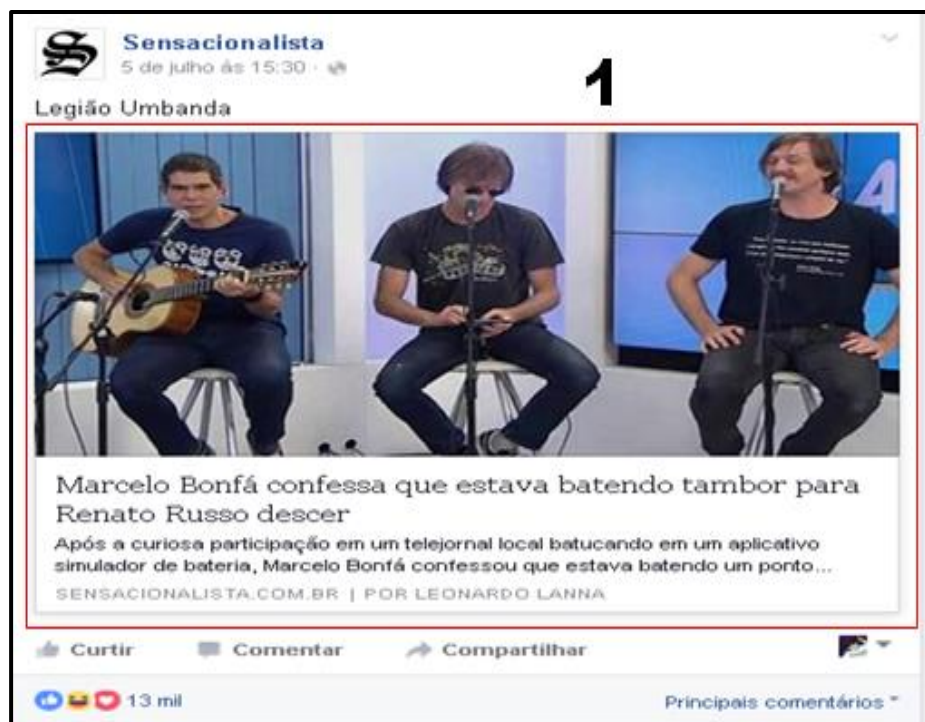 Sensacionalista
5 de julho às 15:30 ·
1
Legião Umbanda
Marcelo Bonfá confessa que estava batendo tambor para
Renato Russo descer
Após a curiosa participação em um telejornal local batucando em um aplicativo
simulador de bateria, Marcelo Bonfá confessou que estava batendo um ponto...
SENSACIONALISTA.COM.BR | POR LEONARDO LANNA
Curtir Comentar Compartilhar
13 mil Principais comentários